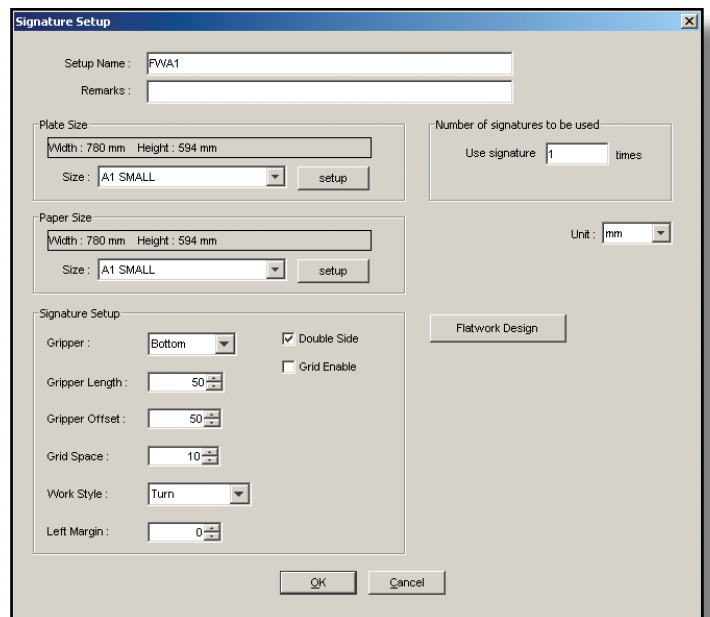 Signature Setup
Setup Name : FWA1
Remarks :
Plate Size
Width : 780 mm Height : 594 mm
Size : A1 SMALL setup
Number of signatures to be used
Use signature 1 times
Paper Size
Width : 780 mm Height : 594 mm
Size : A1 SMALL setup
Unit : mm
Signature Setup
Gripper : Bottom Double Side
Grid Enable
Gripper Length : 50
Gripper Offset : 50
Grid Space : 10
Work Style : Turn
Left Margin : 0
Flatwork Design
OK Cancel